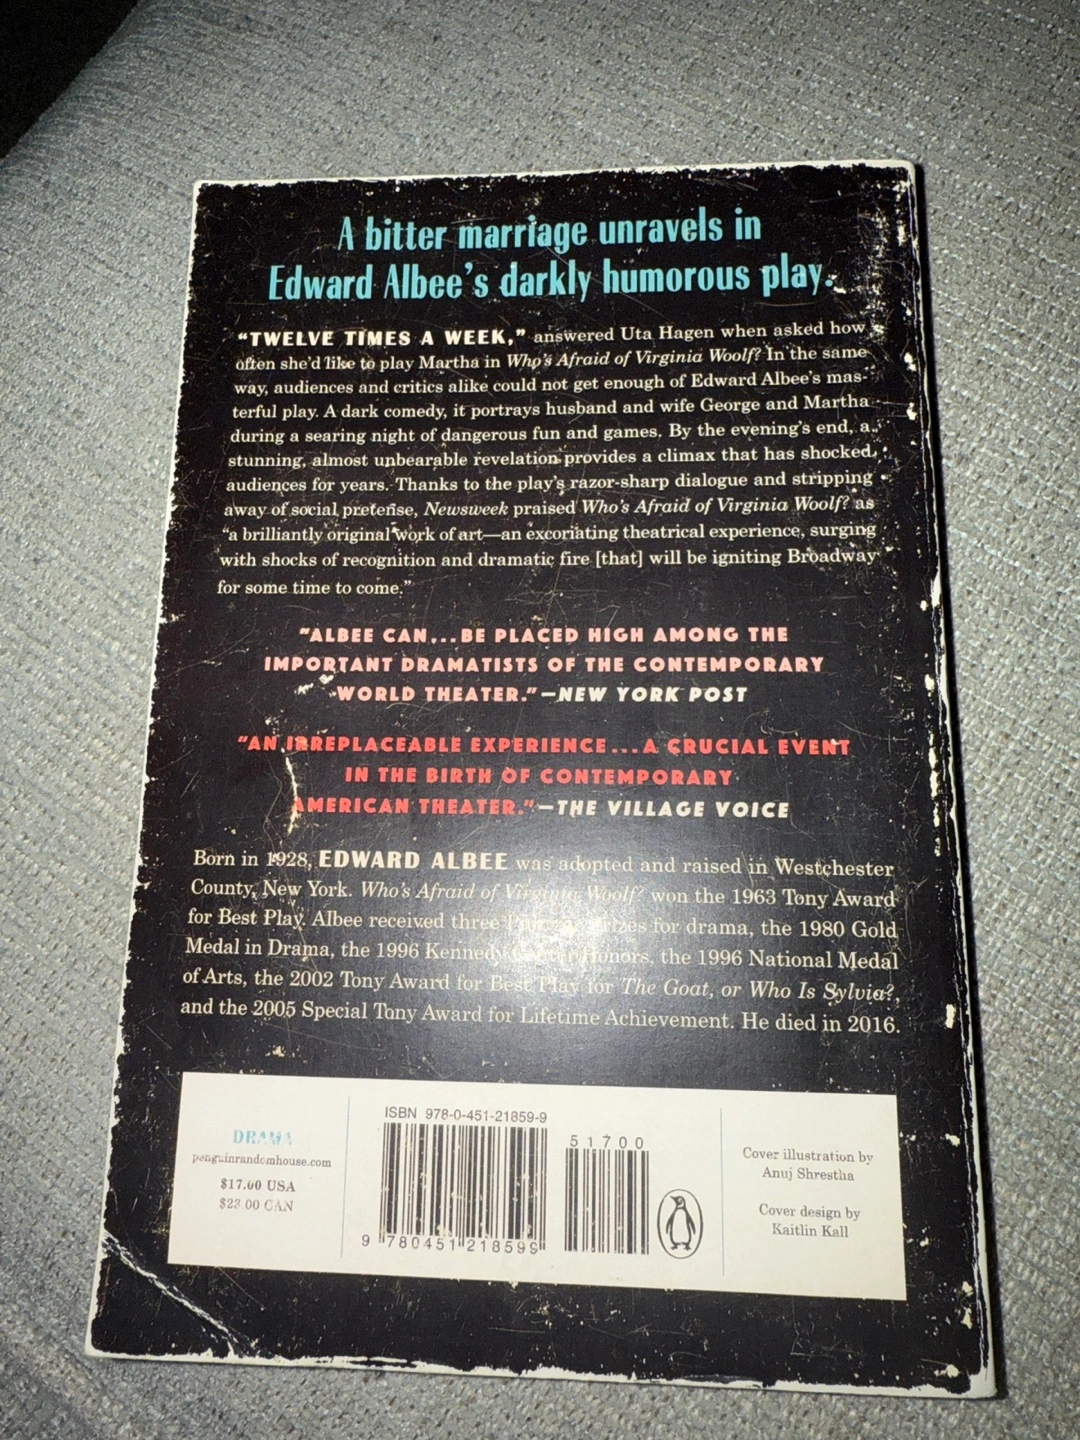 A bitter marriage unravels in
Edward Albee's darkly humorous play.
"TWELVE TIMES A WEEK," answered Uta Hagen when asked how
often she'd like to play Martha in Who's Afraid of Virginia Woolf? In the same
way, audiences and critics alike could not get enough of Edward Albee's mas-
terful play. A dark comedy, it portrays husband and wife George and Martha
during a searing night of dangerous fun and games. By the evening's end, a
stunning, almost unbearable revelation provides a climax that has shocked
audiences for years. Thanks to the play's razor-sharp dialogue and stripping
away of social pretense, Newsweek praised Who's Afraid of Virginia Woolf? as
"a brilliantly original work of art—an excoriating theatrical experience, surging
with shocks of recognition and dramatic fire [that] will be igniting Broadway
for some time to come."
"ALBEE CAN...BE PLACED HIGH AMONG THE
IMPORTANT DRAMATISTS OF THE CONTEMPORARY
WORLD THEATER."—NEW YORK POST
"AN IRREPLACEABLE EXPERIENCE...A CRUCIAL EVENT
IN THE BIRTH OF CONTEMPORARY
AMERICAN THEATER."—THE VILLAGE VOICE
Born in 1928, EDWARD ALBEE was adopted and raised in Westchester
County, New York. Who's Afraid of Virginia Woolf? won the 1963 Tony Award
for Best Play. Albee received three Pulitzer Prizes for drama, the 1980 Gold
Medal in Drama, the 1996 Kennedy Center Honors, the 1996 National Medal
of Arts, the 2002 Tony Award for Best Play for The Goat, or Who Is Sylvia?,
and the 2005 Special Tony Award for Lifetime Achievement. He died in 2016.
DRAMA
penguinrandomhouse.com
$17.00 USA
$23.00 CAN
ISBN 978-0-451-21859-9
51700
9 780451 218599
Cover illustration by
Anuj Shrestha
Cover design by
Kaitlin Kall